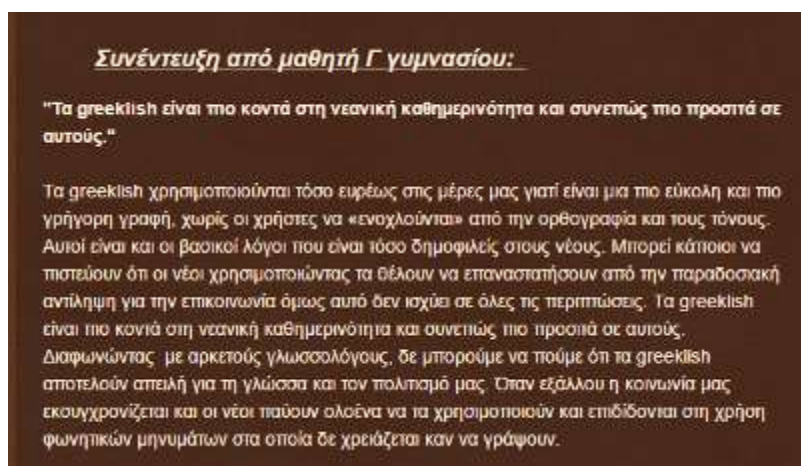 Συνέντευξη από μαθητή Γ γυμνασίου:
"Τα greeklish είναι πιο κοντά στη νεανική καθημερινότητα και συνεπώς πιο προσιτά σε
αυτούς."
Τα greeklish χρησιμοποιούνται τόσο ευρέως στις μέρες μας γιατί είναι μια πιο εύκολη και πιο
γρήγορη γραφή, χωρίς οι χρήστες να «ενοχλούνται» από την ορθογραφία και τους τόνους.
Αυτοί είναι και οι βασικοί λόγοι που είναι τόσο δημοφιλείς στους νέους. Μπορεί κάποιοι να
πιστεύουν ότι οι νέοι χρησιμοποιώντας τα θέλουν να επαναστατήσουν από την παραδοσιακή
αντίληψη για την επικοινωνία όμως αυτό δεν ισχύει σε όλες τις περιπτώσεις. Τα greeklish
είναι πιο κοντά στη νεανική καθημερινότητα και συνεπώς πιο προσιτά σε αυτούς.
Διαφωνώντας με αρκετούς γλωσσολόγους, δε μπορούμε να πούμε ότι τα greeklish
αποτελούν απειλή για τη γλώσσα και τον πολιτισμό μας. Όταν εξάλλου η κοινωνία μας
εκσυγχρονίζεται και οι νέοι παύουν ολοένα να τα χρησιμοποιούν και επιδίδονται στη χρήση
φωνητικών μηνυμάτων στα οποία δε χρειάζεται καν να γράψουν.